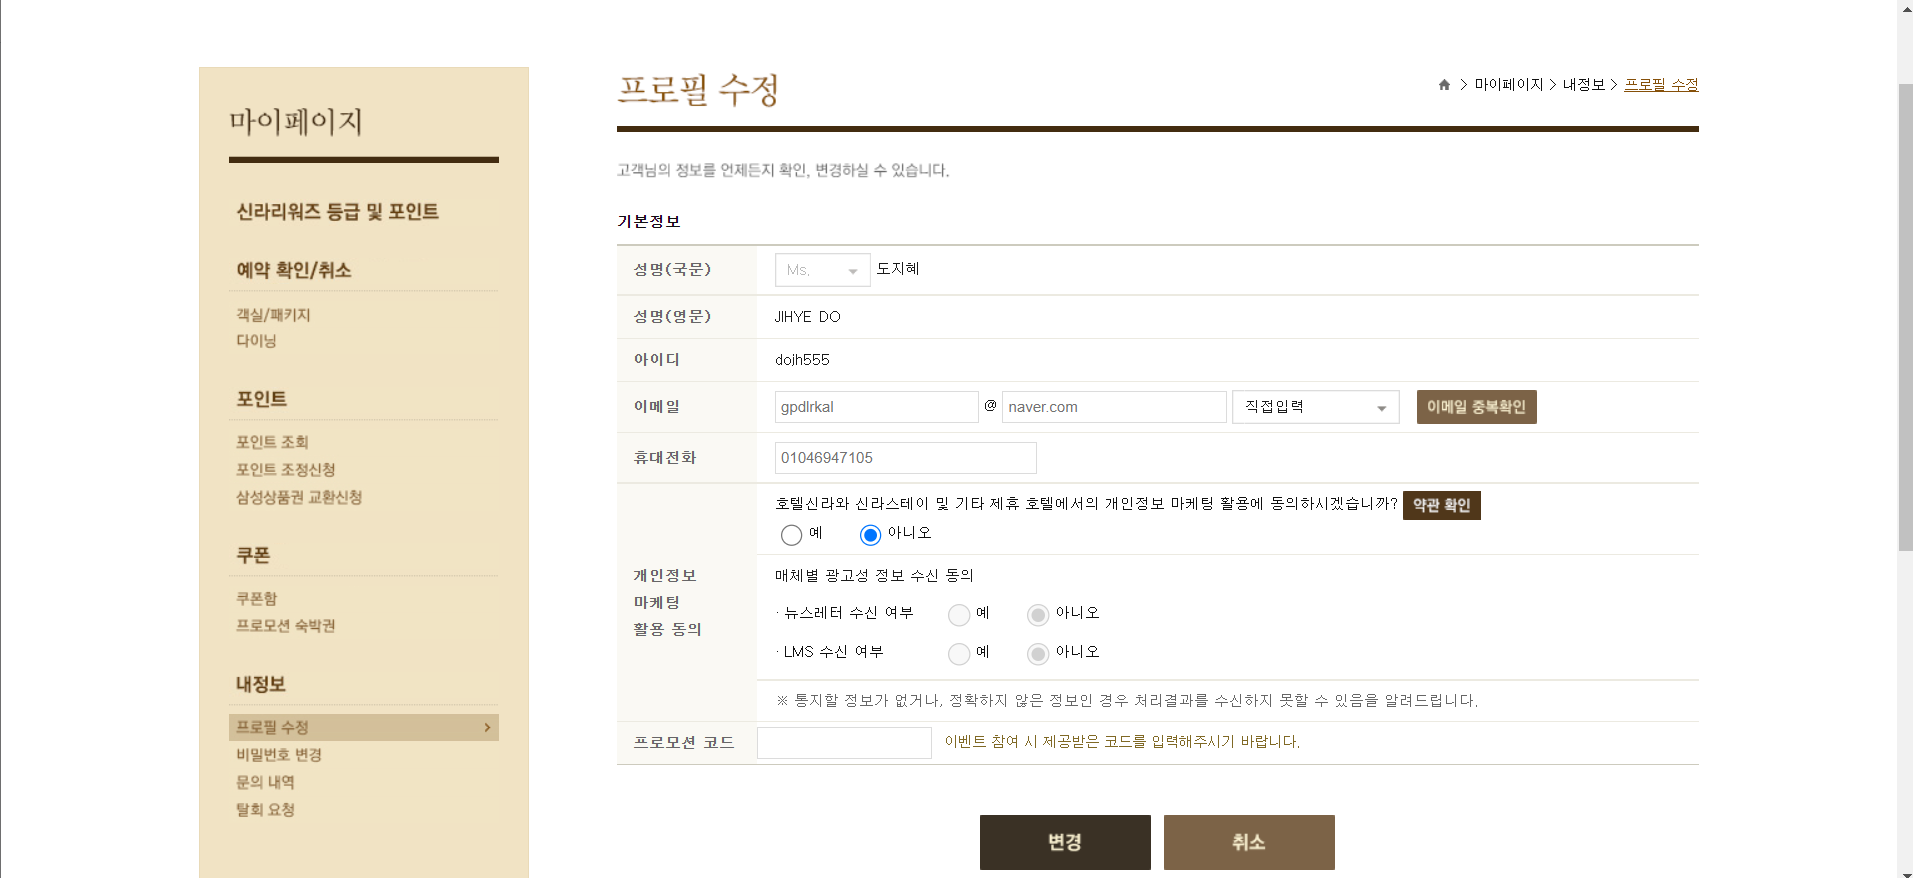 마이페이지
신라리워즈 등급 및 포인트
예약 확인/취소
객실/패키지
다이닝
포인트
포인트 조회
포인트 조정신청
삼성상품권 교환신청
쿠폰
쿠폰함
프로모션 숙박권
내정보
프로필 수정
비밀번호 변경
문의 내역
탈회 요청
프로필 수정
> 마이페이지 > 내정보 > 프로필 수정
고객님의 정보를 언제든지 확인, 변경하실 수 있습니다.
기본정보
성명(국문) Ms. 도지혜
성명(영문) JIHYE DO
아이디 dojh555
이메일 gpdlrkal @ naver.com 직접입력 이메일 중복확인
휴대전화 01046947105
개인정보
마케팅
활용 동의
호텔신라와 신라스테이 및 기타 제휴 호텔에서의 개인정보 마케팅 활용에 동의하시겠습니까? 약관 확인
예 아니오
매체별 광고성 정보 수신 동의
· 뉴스레터 수신 여부 예 아니오
· LMS 수신 여부 예 아니오
※ 통지할 정보가 없거나, 정확하지 않은 정보인 경우 처리결과를 수신하지 못할 수 있음을 알려드립니다.
프로모션 코드 이벤트 참여 시 제공받은 코드를 입력해주시기 바랍니다.
변경 취소